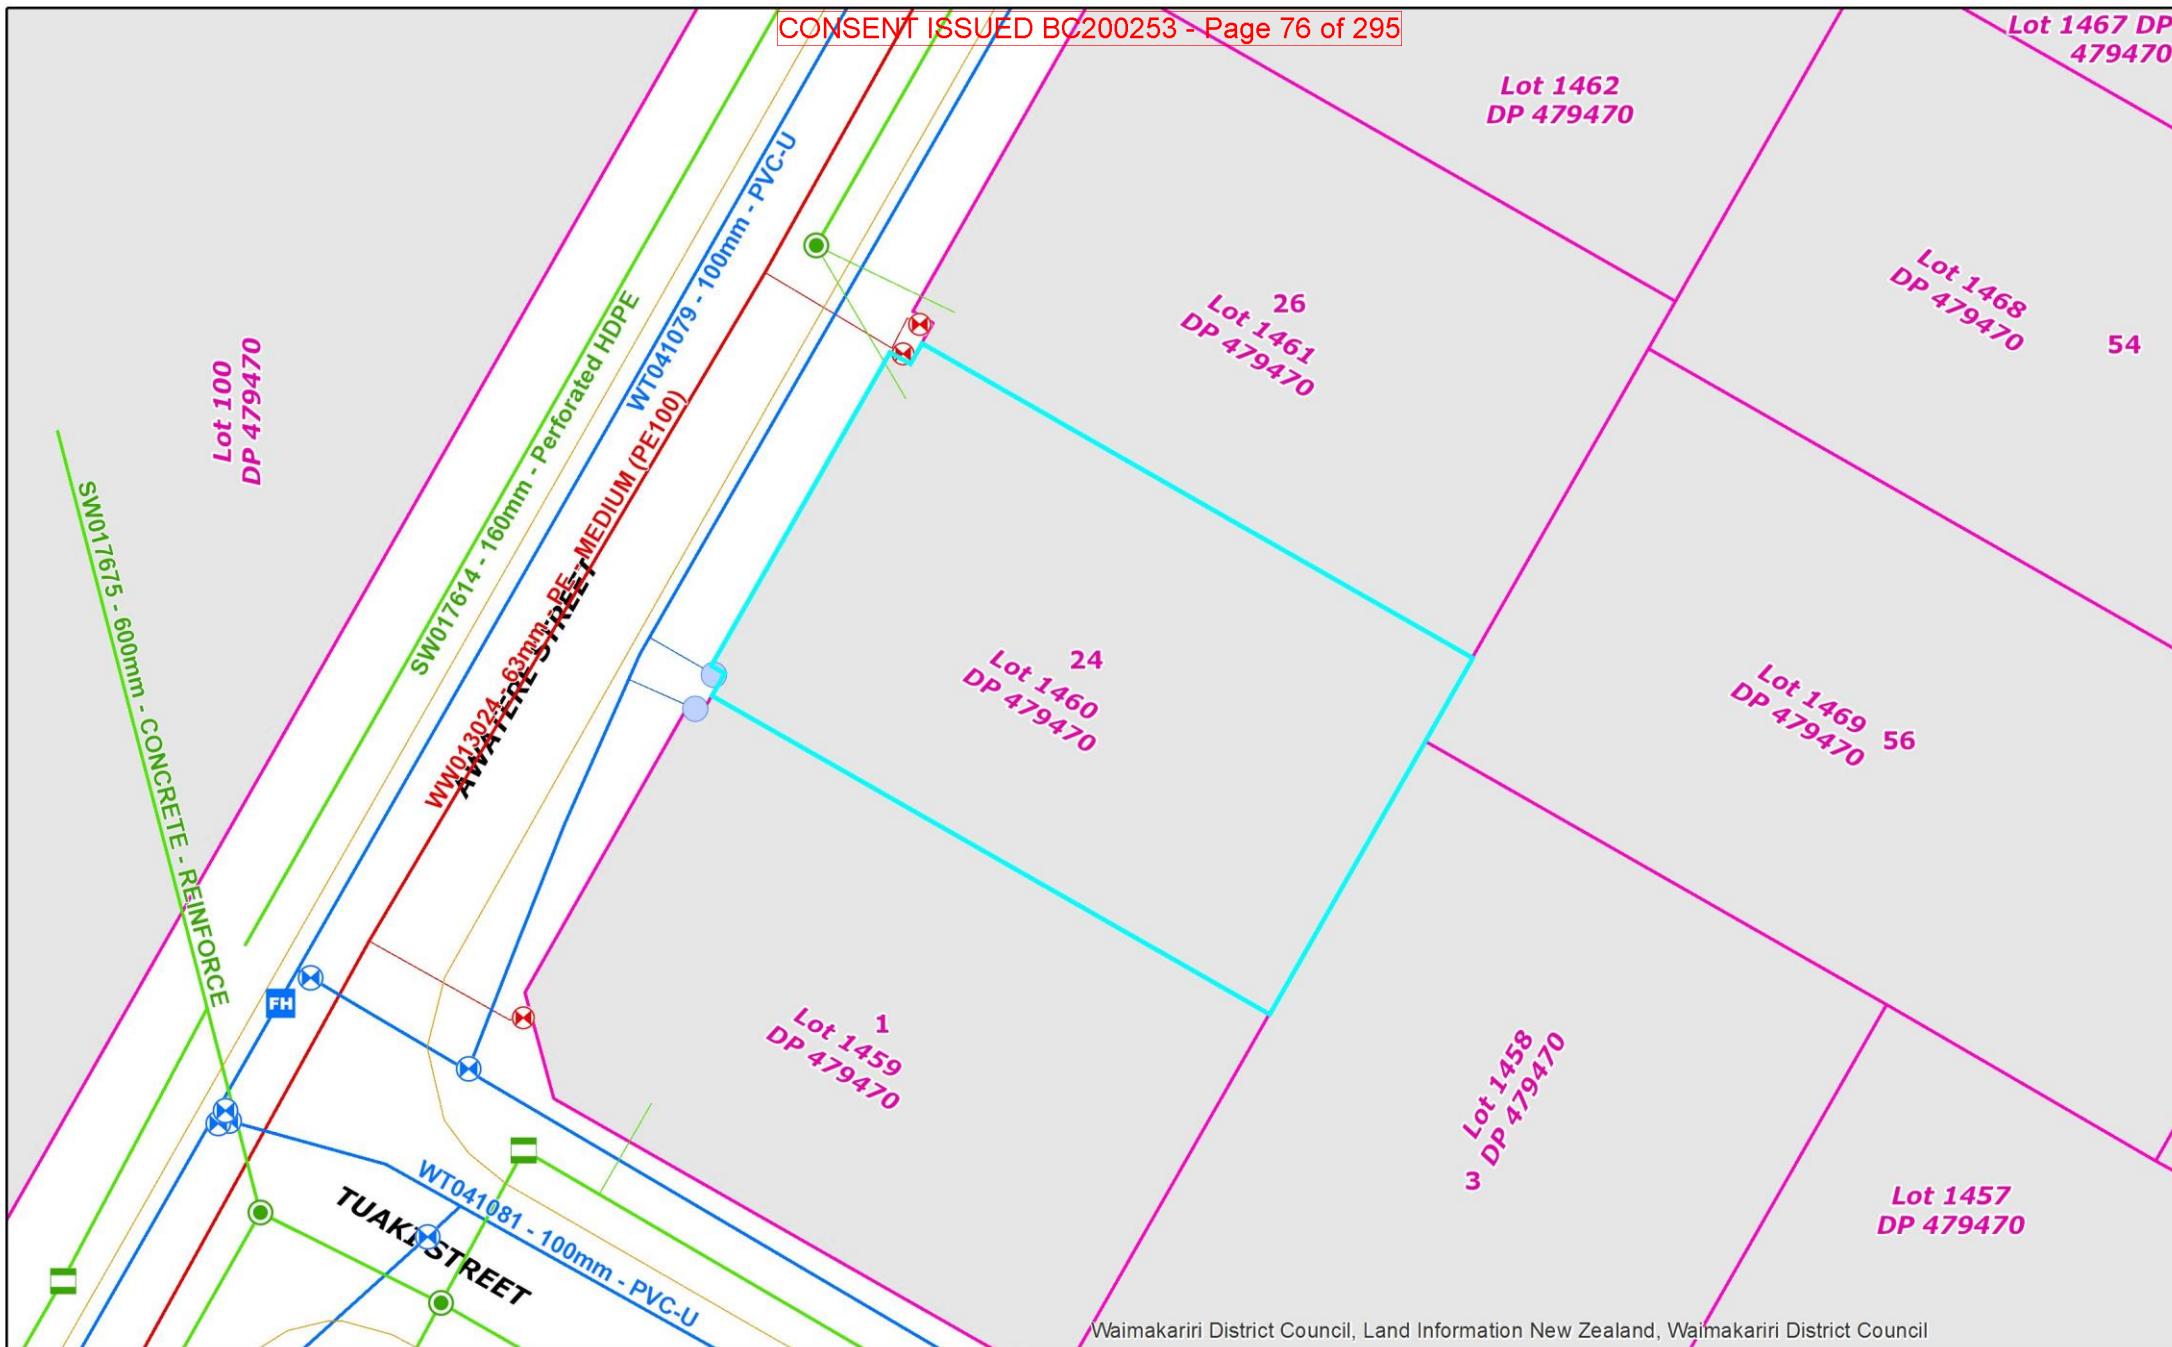 CONSENT ISSUED BC200253 - Page 76 of 295
Lot 1467 DP
479470
Lot 1462
DP 479470
Lot 1468
DP 479470
54
26
Lot 1461
DP 479470
Lot 100
DP 479470
WT041079 - 100mm - PVC-U
SW017614 - 160mm - Perforated HDPE
WW013024 - 63mm - PE - MEDIUM (PE100)
AWATERE STREET
SW017675 - 600mm - CONCRETE - REINFORCE
24
Lot 1460
DP 479470
Lot 1469
DP 479470
56
FH
1
Lot 1459
DP 479470
Lot 1458
DP 479470
3
Lot 1457
DP 479470
WT041081 - 100mm - PVC-U
TUAKI STREET
Waimakariri District Council, Land Information New Zealand, Waimakariri District Council